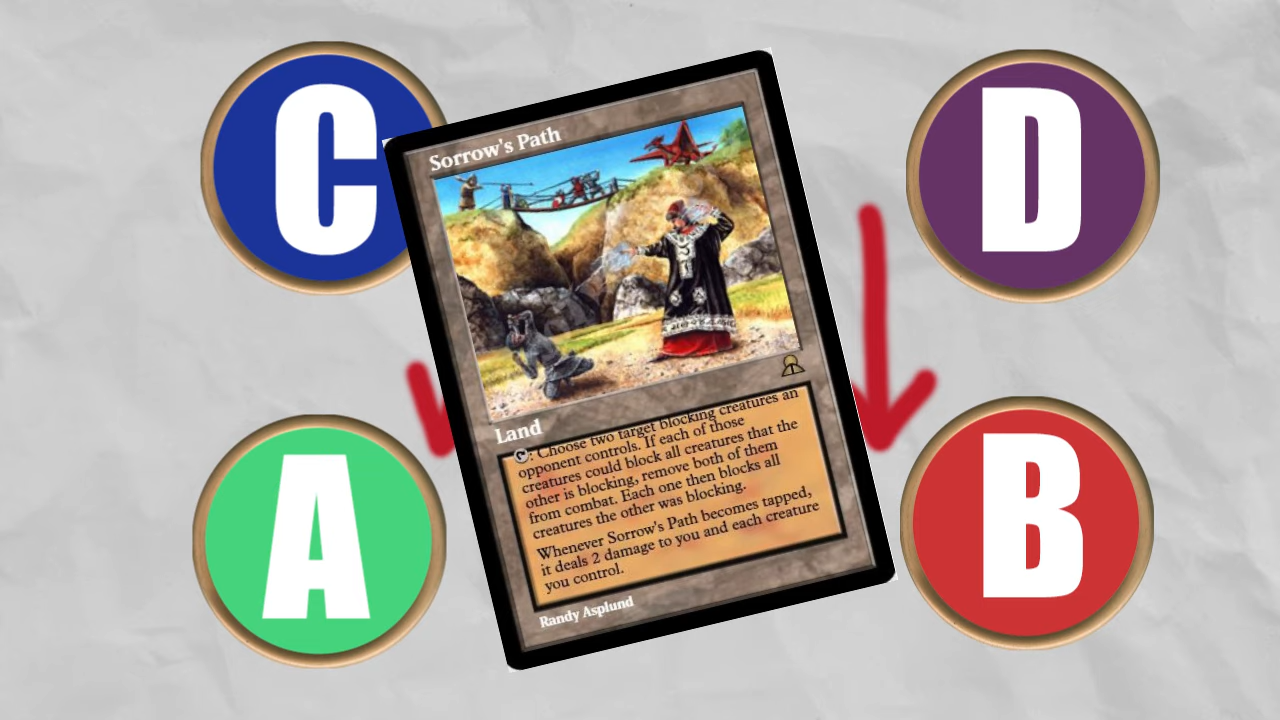 C
D
Sorrow's Path
Land
: Choose two target blocking creatures an
opponent controls. If each of those
creatures could block all creatures that the
other is blocking, remove both of them
from combat. Each one then blocks all
creatures the other was blocking.
Whenever Sorrow's Path becomes tapped,
it deals 2 damage to you and each creature
you control.
Randy Asplund
A
B